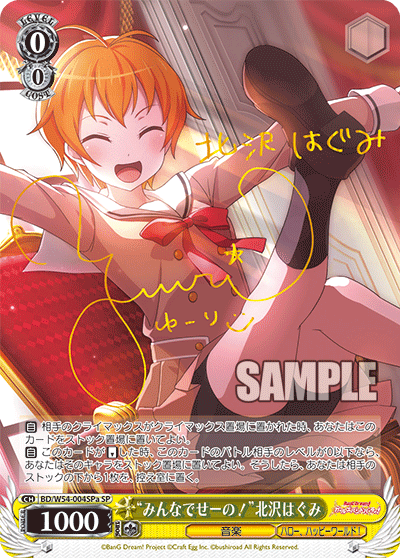 LEVEL
0
0
COST
北沢はぐみ
ゆーり
SAMPLE
自 相手のクライマックスがクライマックス置場に置かれた時、あなたはこの
カードをストック置場に置いてよい。
自 このカードが した時、このカードのバトル相手のレベルが0以下なら、
あなたはそのキャラをストック置場に置いてよい。そうしたら、あなたは相手の
ストックの下から1枚を、控え室に置く。
CH BD/W54-004SPa SP
“みんなでせーの！”北沢はぐみ
1000
音楽
ハロー、ハッピーワールド！
©BanG Dream! Project ©Craft Egg Inc. ©bushiroad All Rights Reserved.